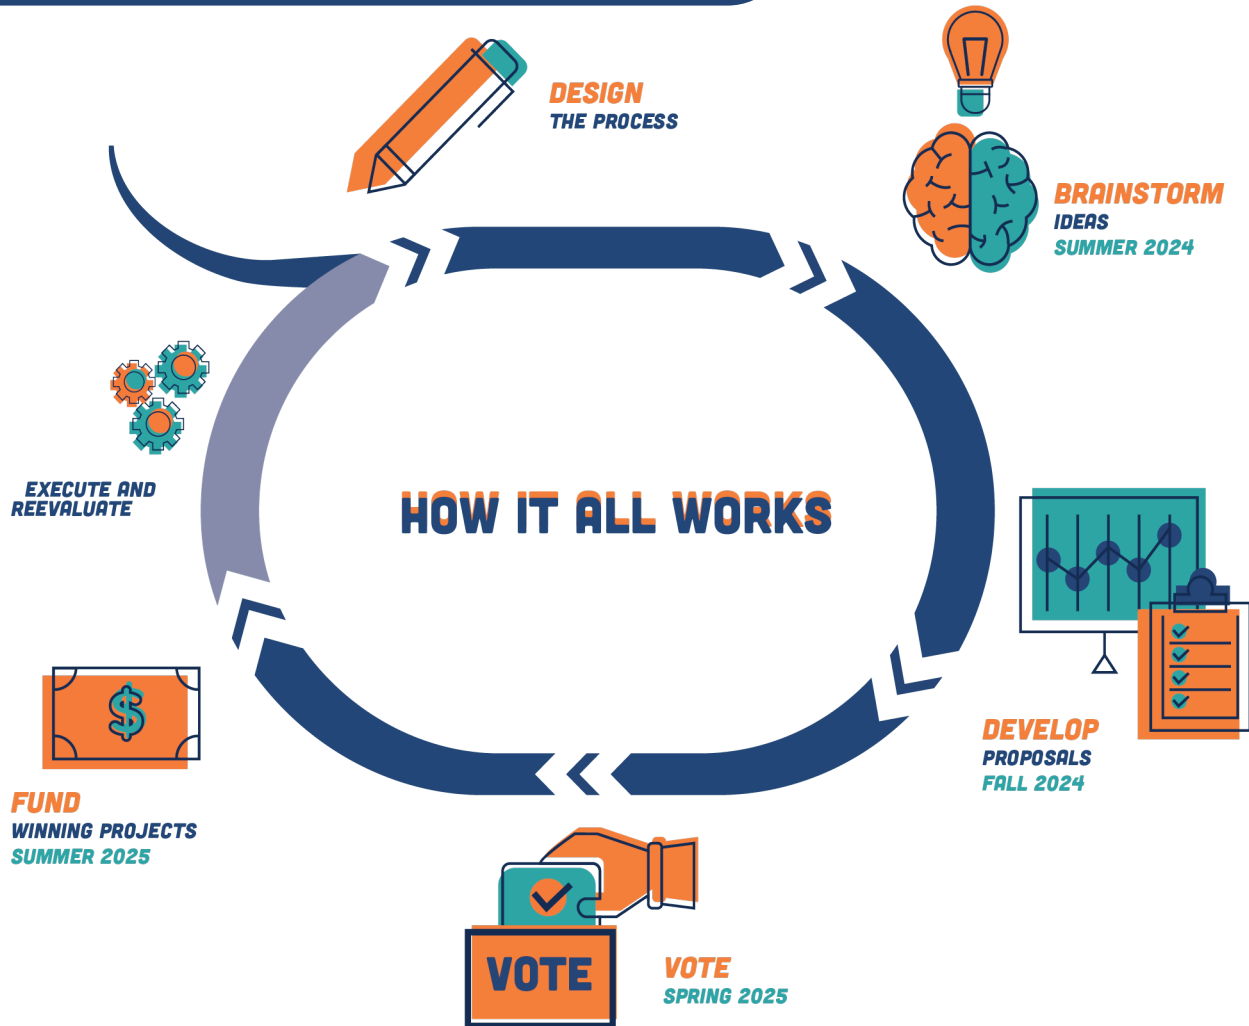 DESIGN
THE PROCESS
BRAINSTORM
IDEAS
SUMMER 2024
HOW IT ALL WORKS
DEVELOP
PROPOSALS
FALL 2024
VOTE
VOTE
SPRING 2025
FUND
WINNING PROJECTS
SUMMER 2025
$
EXECUTE AND
REEVALUATE